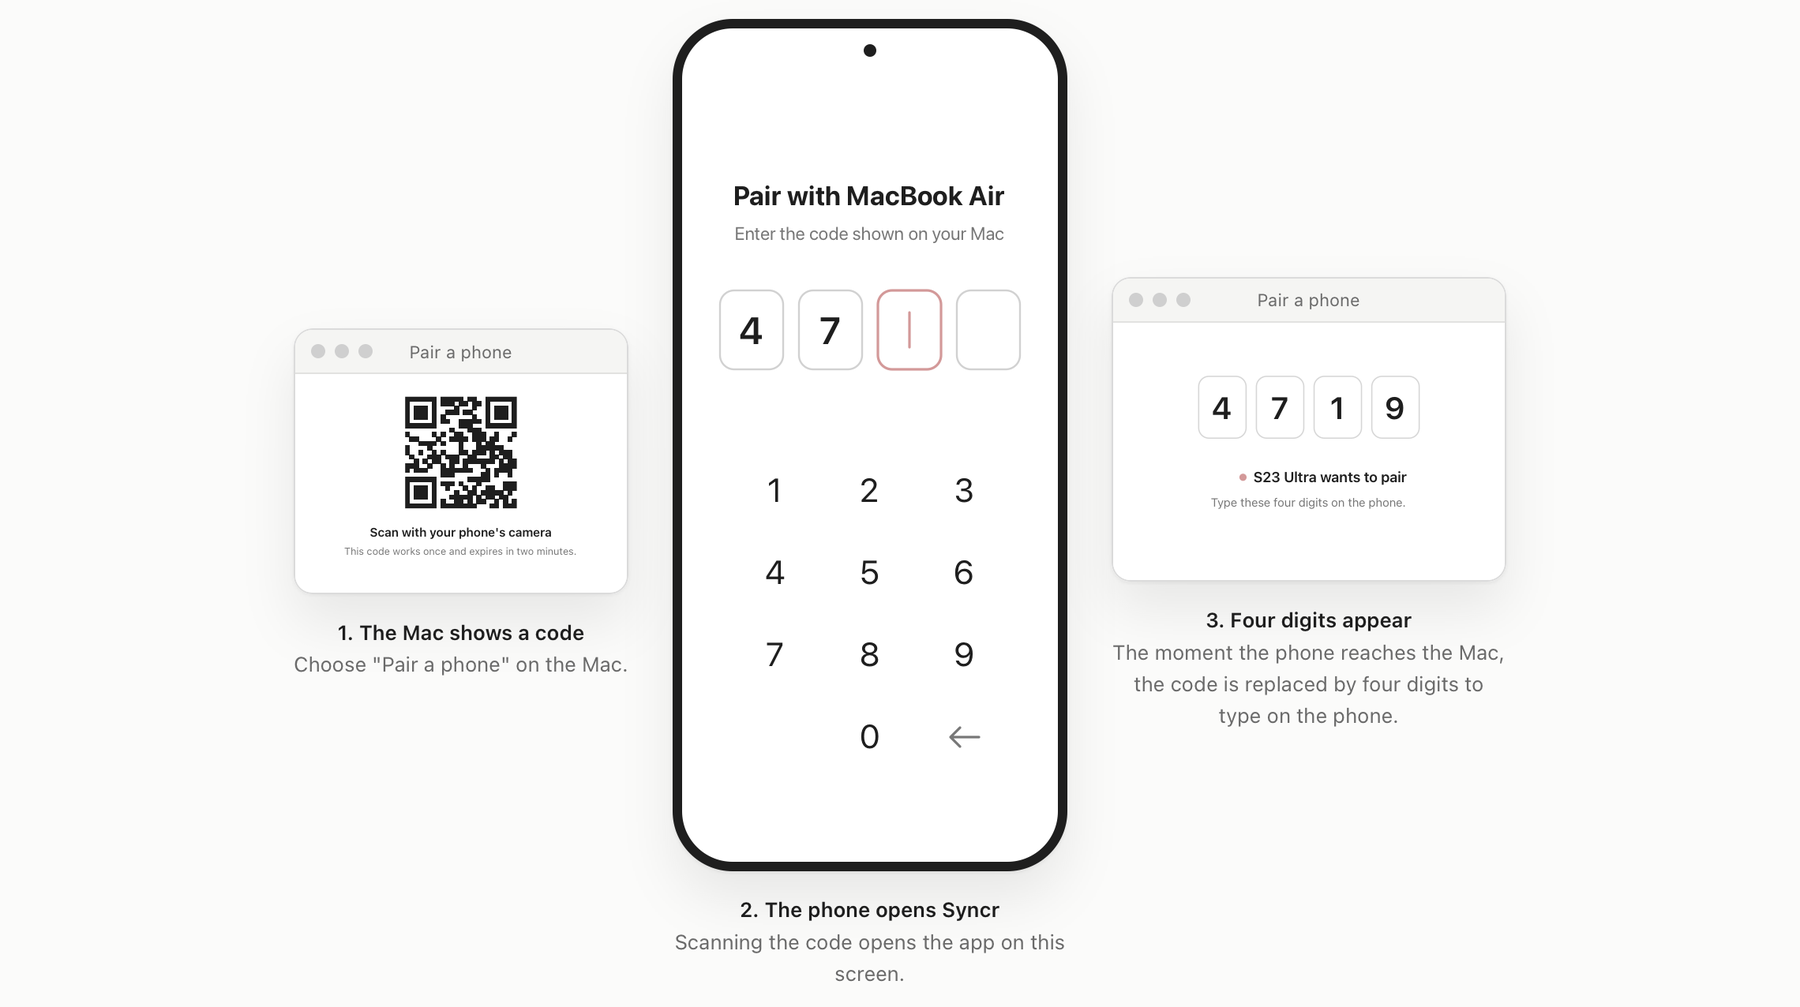 Pair a phone
Scan with your phone's camera
This code works once and expires in two minutes.
1. The Mac shows a code
Choose "Pair a phone" on the Mac.
Pair with MacBook Air
Enter the code shown on your Mac
4 7
1 2 3
4 5 6
7 8 9
0 ←
2. The phone opens Syncr
Scanning the code opens the app on this
screen.
Pair a phone
4 7 1 9
S23 Ultra wants to pair
Type these four digits on the phone.
3. Four digits appear
The moment the phone reaches the Mac,
the code is replaced by four digits to
type on the phone.